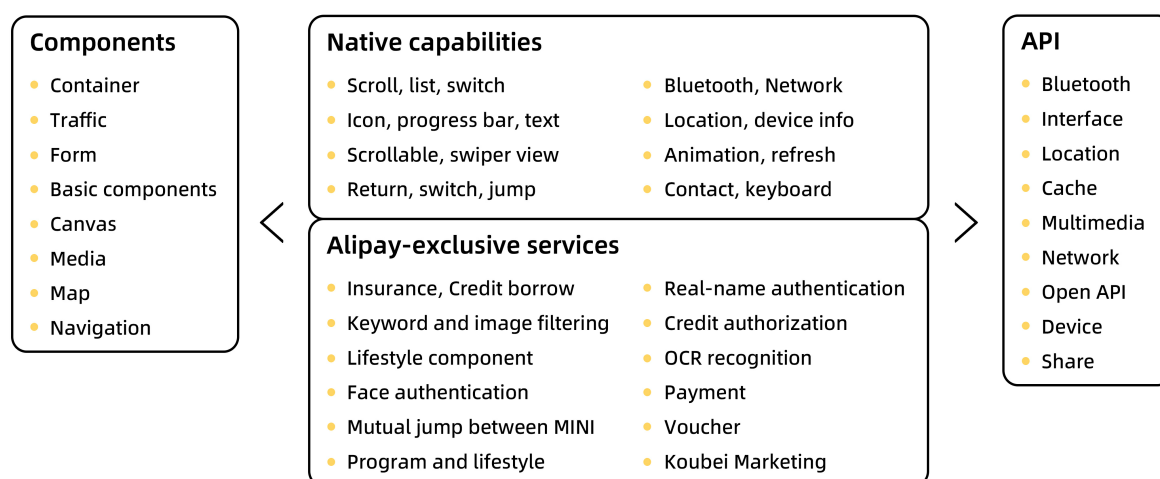 Components
Container
Traffic
Form
Basic components
Canvas
Media
Map
Navigation
Native capabilities
Scroll, list, switch
Icon, progress bar, text
Scrollable, swiper view
Return, switch, jump
Bluetooth, Network
Location, device info
Animation, refresh
Contact, keyboard
Alipay-exclusive services
Insurance, Credit borrow
Keyword and image filtering
Lifestyle component
Face authentication
Mutual jump between MINI
Program and lifestyle
Real-name authentication
Credit authorization
OCR recognition
Payment
Voucher
Koubei Marketing
API
Bluetooth
Interface
Location
Cache
Multimedia
Network
Open API
Device
Share